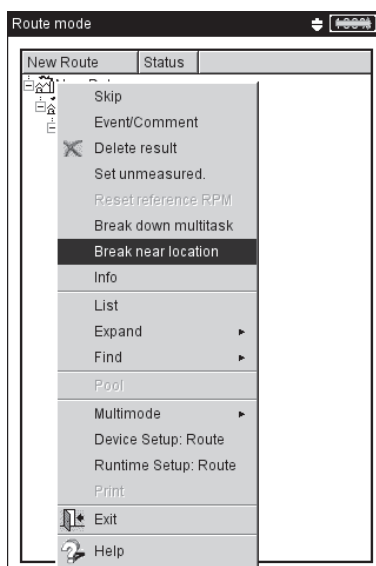 Route mode
100%
New Route Status
Skip
Event/Comment
Delete result
Set unmeasured.
Reset reference RPM
Break down multitask
Break near location
Info
List
Expand
Find
Pool
Multimode
Device Setup: Route
Runtime Setup: Route
Print
Exit
Help